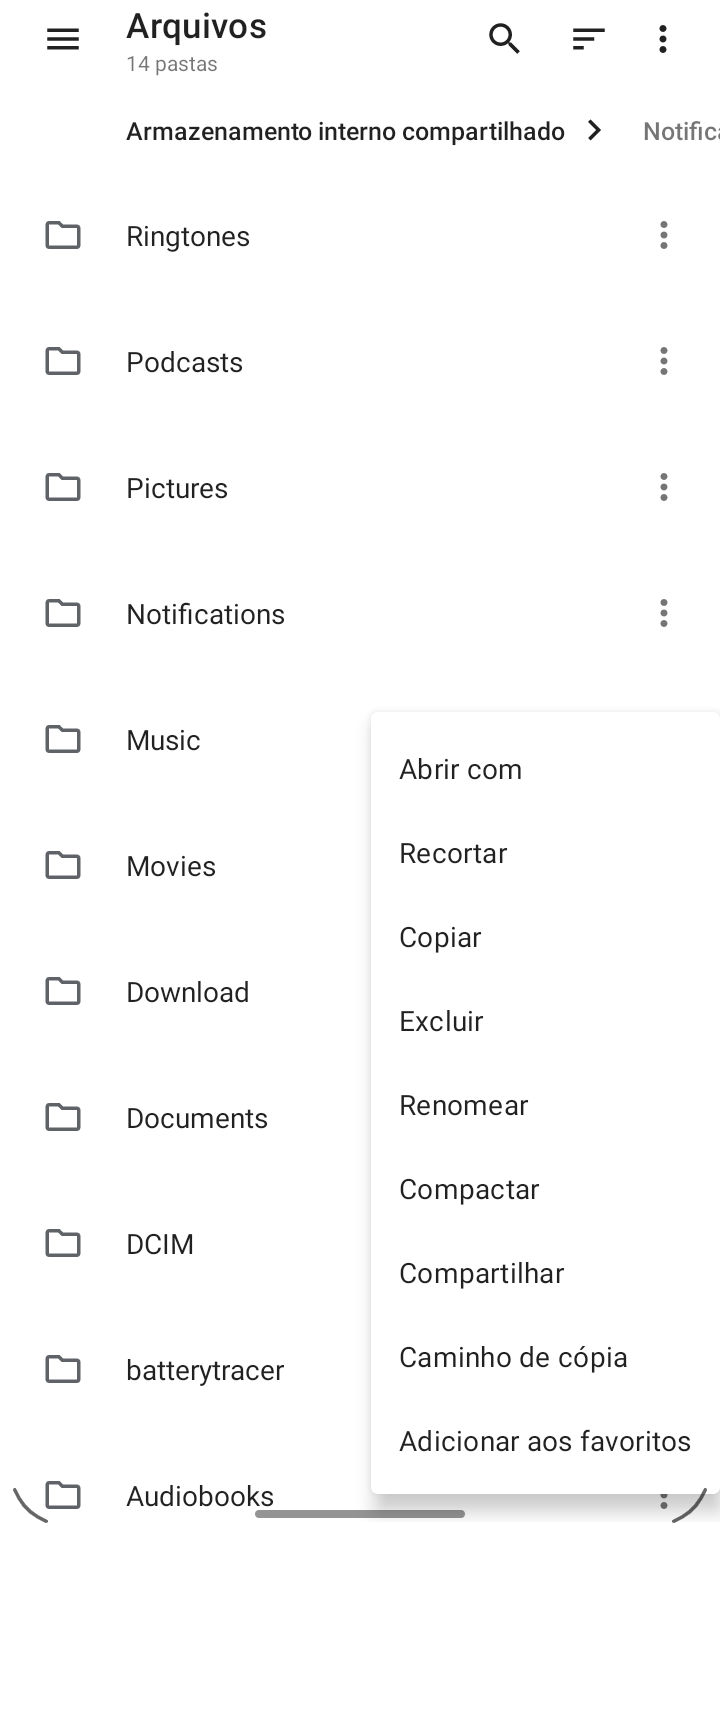 Arquivos
14 pastas
Armazenamento interno compartilhado
Ringtones
Podcasts
Pictures
Notifications
Music
Abrir com
Recortar
Movies
Copiar
Download
Excluir
Documents
Renomear
Compactar
DCIM
Compartilhar
batterytracer
Caminho de cópia
Adicionar aos favoritos
Audiobooks